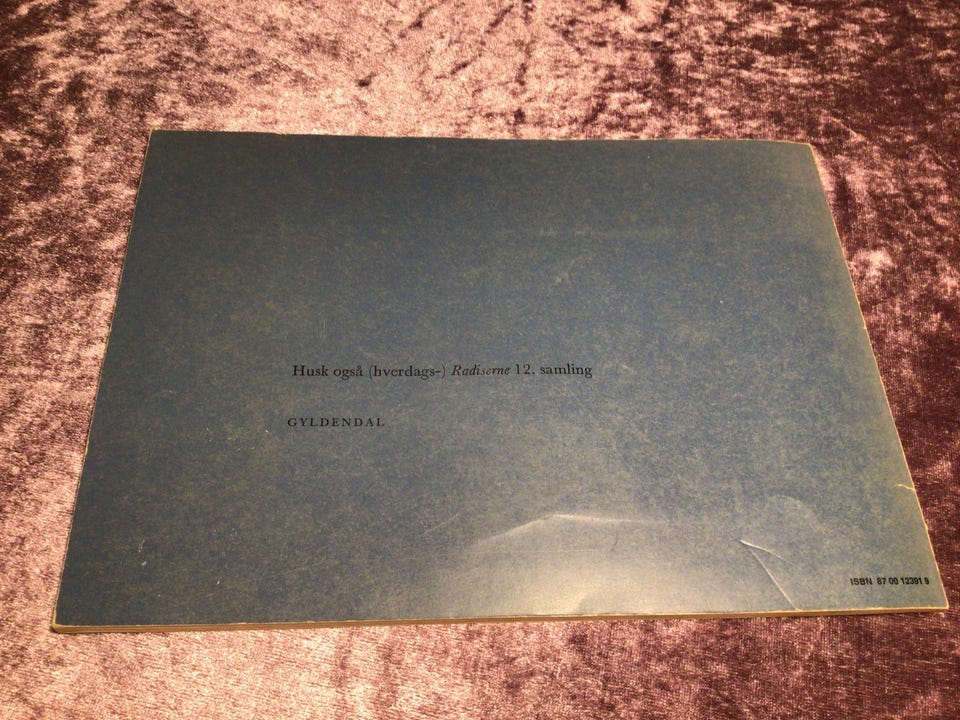 Husk også (hverdags-) Radiserne 12. samling
GYLDENDAL
ISBN 87 00 12391 9